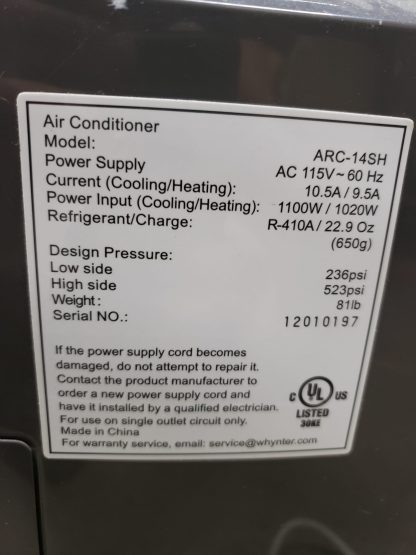 Air Conditioner
Model: ARC-14SH
Power Supply AC 115V~60 Hz
Current (Cooling/Heating): 10.5A / 9.5A
Power Input (Cooling/Heating): 1100W / 1020W
Refrigerant/Charge: R-410A / 22.9 Oz
(650g)
Design Pressure:
Low side 236psi
High side 523psi
Weight: 81lb
Serial NO.: 12010197
If the power supply cord becomes
damaged, do not attempt to repair it.
Contact the product manufacturer to
order a new power supply cord and
have it installed by a qualified electrician.
For use on single outlet circuit only.
Made in China
For warranty service, email: service@whynter.com
C UL US
LISTED
30KE